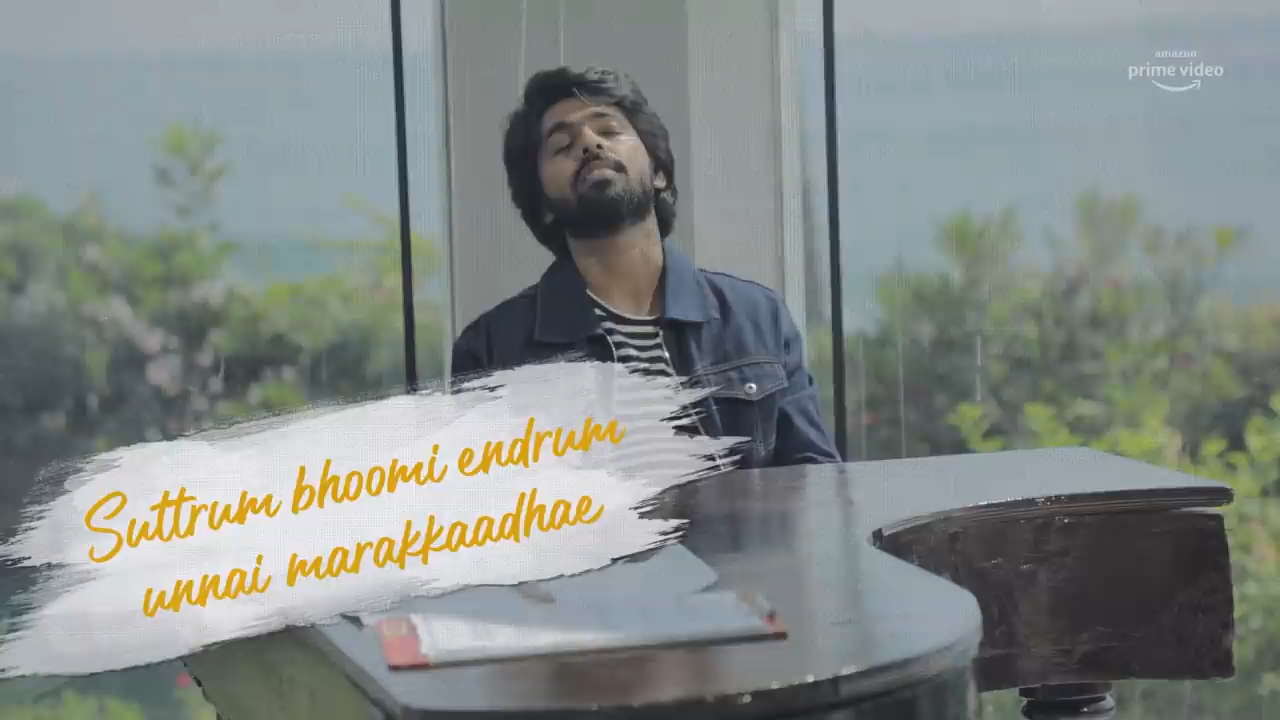 amazon
prime video
Suttrum bhoomi endrum
unnai marakkaadhae